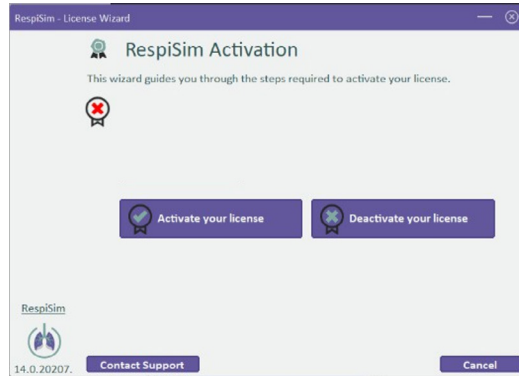 RespiSim - License Wizard
RespiSim Activation
This wizard guides you through the steps required to activate your license.
Activate your license
Deactivate your license
RespiSim
14.0.20207.
Contact Support
Cancel